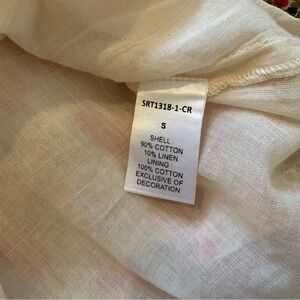 SRT1318-1-CR
S
SHELL
90% COTTON
10% LINEN
LINING
100% COTTON
EXCLUSIVE OF
DECORATION